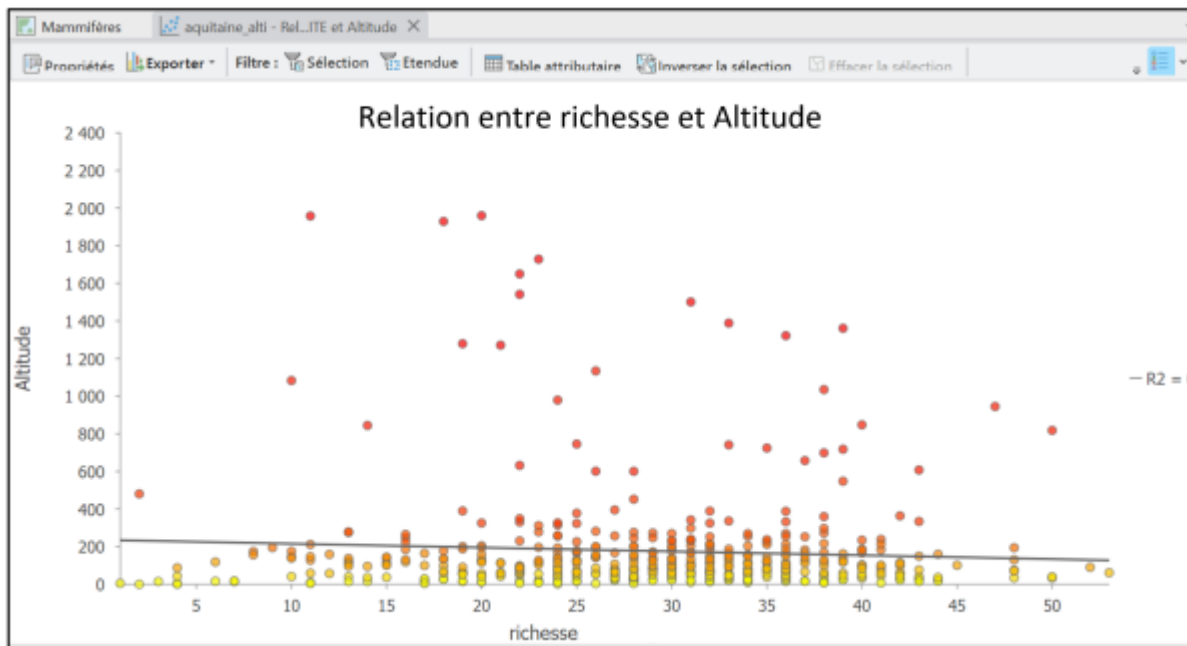 Mammifères aquitaine_alti - Rel...ITE et Altitude
Propriétés Exporter Filtre : Sélection Etendue Table attributaire Inverser la sélection Effacer la sélection
Relation entre richesse et Altitude
2 400
2 200
2 000
1 800
1 600
1 400
1 200
1 000
800
600
400
200
0
Altitude
5 10 15 20 25 30 35 40 45 50
richesse
R2 =